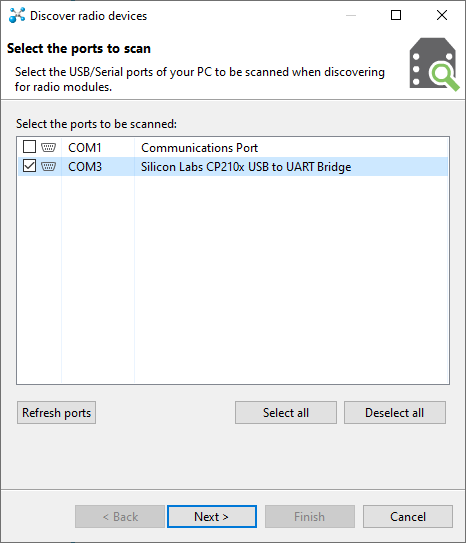 Discover radio devices
Select the ports to scan
Select the USB/Serial ports of your PC to be scanned when discovering
for radio modules.
Select the ports to be scanned:
COM1 Communications Port
COM3 Silicon Labs CP210x USB to UART Bridge
Refresh ports Select all Deselect all
< Back Next > Finish Cancel